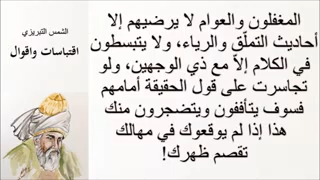 الشمس التبريزي
اقتباسات واقوال
المغفلون والعوام لا يرضيهم إلا
أحاديث التملّق والرياء، ولا يتبسطون
في الكلام إلاّ مع ذي الوجهين، ولو
تجاسرت على قول الحقيقة أمامهم
فسوف يتأففون ويتضجرون منك
هذا إذا لم يوقعوك في مهالك
تقصم ظهرك!